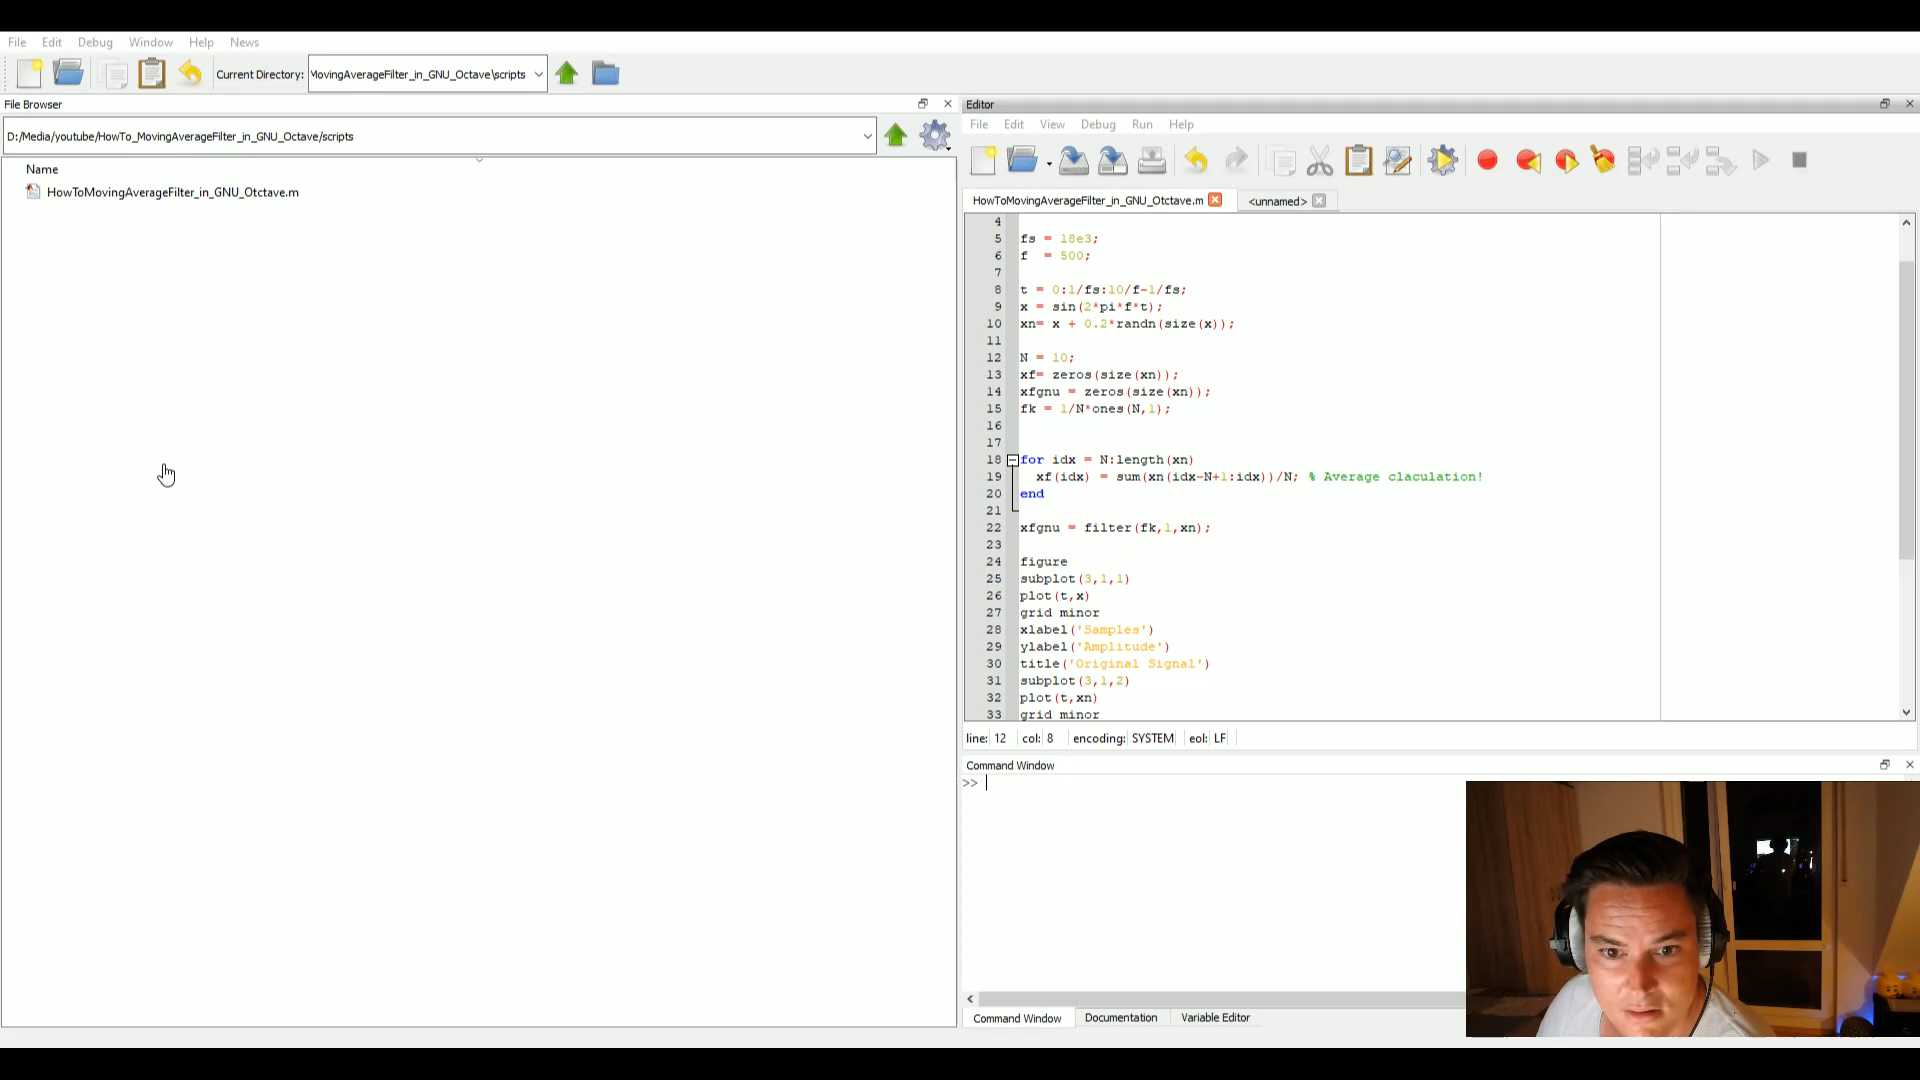 File Edit Debug Window Help News
Current Directory: MovingAverageFilter_in_GNU_Octave\scripts
File Browser
D:/Media/youtube/HowTo_MovingAverageFilter_in_GNU_Octave/scripts
Name
HowToMovingAverageFilter_in_GNU_Otctave.m
Editor
File Edit View Debug Run Help
HowToMovingAverageFilter_in_GNU_Otctave.m <unnamed>
4
5 fs = 18e3;
6 f  = 500;
7
8 t = 0:1/fs:10/f-1/fs;
9 x = sin(2*pi*f*t);
10 xn= x + 0.2*randn(size(x));
11
12 N = 10;
13 xf= zeros(size(xn));
14 xfgnu = zeros(size(xn));
15 fk = 1/N*ones(N,1);
16
17
18 for idx = N:length(xn)
19   xf(idx) = sum(xn(idx-N+1:idx))/N; % Average claculation!
20 end
21
22 xfgnu = filter(fk,1,xn);
23
24 figure
25 subplot(3,1,1)
26 plot(t,x)
27 grid minor
28 xlabel('Samples')
29 ylabel('Amplitude')
30 title('Original Signal')
31 subplot(3,1,2)
32 plot(t,xn)
33 grid minor
line: 12 col: 8 encoding: SYSTEM eol: LF
Command Window
>>
Command Window Documentation Variable Editor